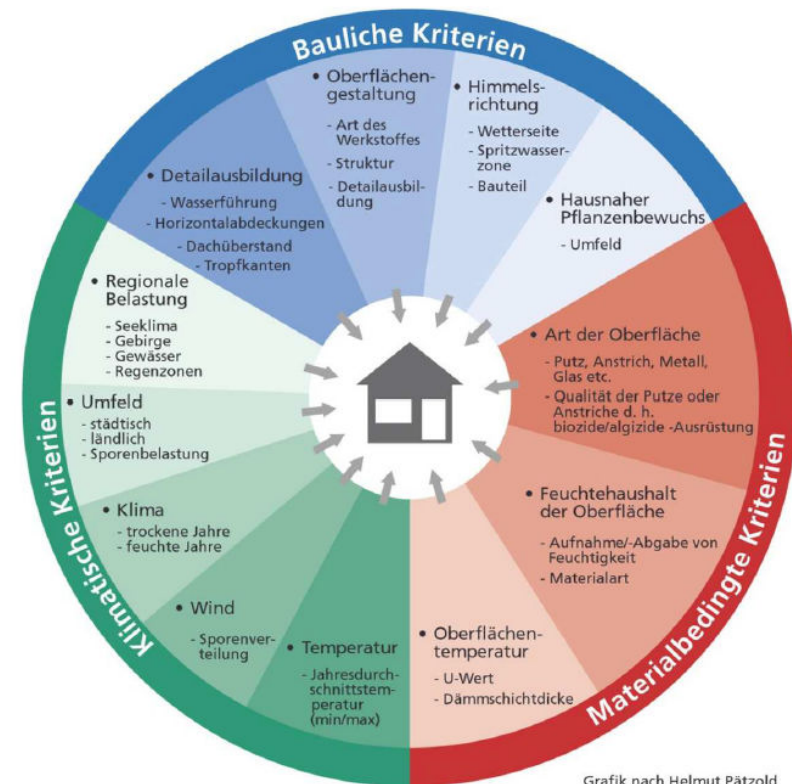 Bauliche Kriterien
• Oberflächen-
gestaltung
- Art des
Werkstoffes
- Struktur
- Detailausbil-
dung
• Himmels-
richtung
- Wetterseite
- Spritzwasser-
zone
- Bauteil
• Hausnaher
Pflanzenbewuchs
- Umfeld
• Detailausbildung
- Wasserführung
- Horizontalabdeckungen
- Dachüberstand
- Tropfkanten
Materialbedingte Kriterien
• Art der Oberfläche
- Putz, Anstrich, Metall,
Glas etc.
- Qualität der Putze oder
Anstriche d. h.
biozide/algizide -Ausrüstung
• Feuchtehaushalt
der Oberfläche
- Aufnahme/-Abgabe von
Feuchtigkeit
- Materialart
• Oberflächen-
temperatur
- U-Wert
- Dämmschichtdicke
Klimatische Kriterien
• Regionale
Belastung
- Seeklima
- Gebirge
- Gewässer
- Regenzonen
• Umfeld
- städtisch
- ländlich
- Sporenbelastung
• Klima
- trockene Jahre
- feuchte Jahre
• Wind
- Sporenver-
teilung
• Temperatur
- Jahresdurch-
schnittstem-
peratur
(min/max)
Grafik nach Helmut Pätzold